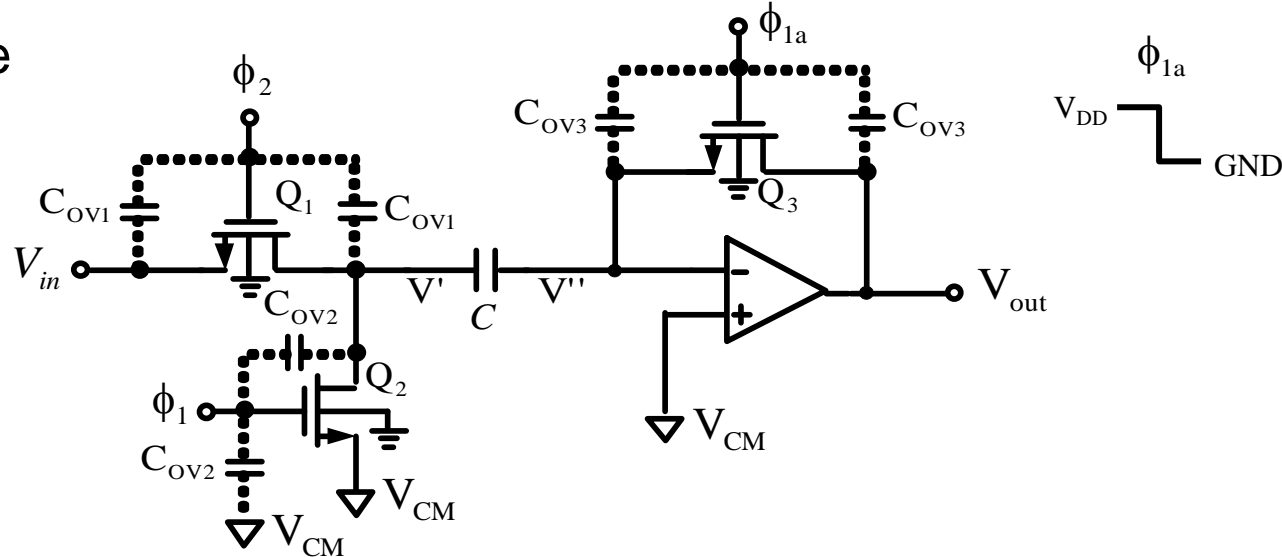 e
ϕ1a
ϕ1a
ϕ2
VDD
GND
COV3
COV3
Q3
COV1
Q1
COV1
Vin
COV2
V'
C
V''
−
+
Vout
Q2
ϕ1
COV2
VCM
VCM
VCM